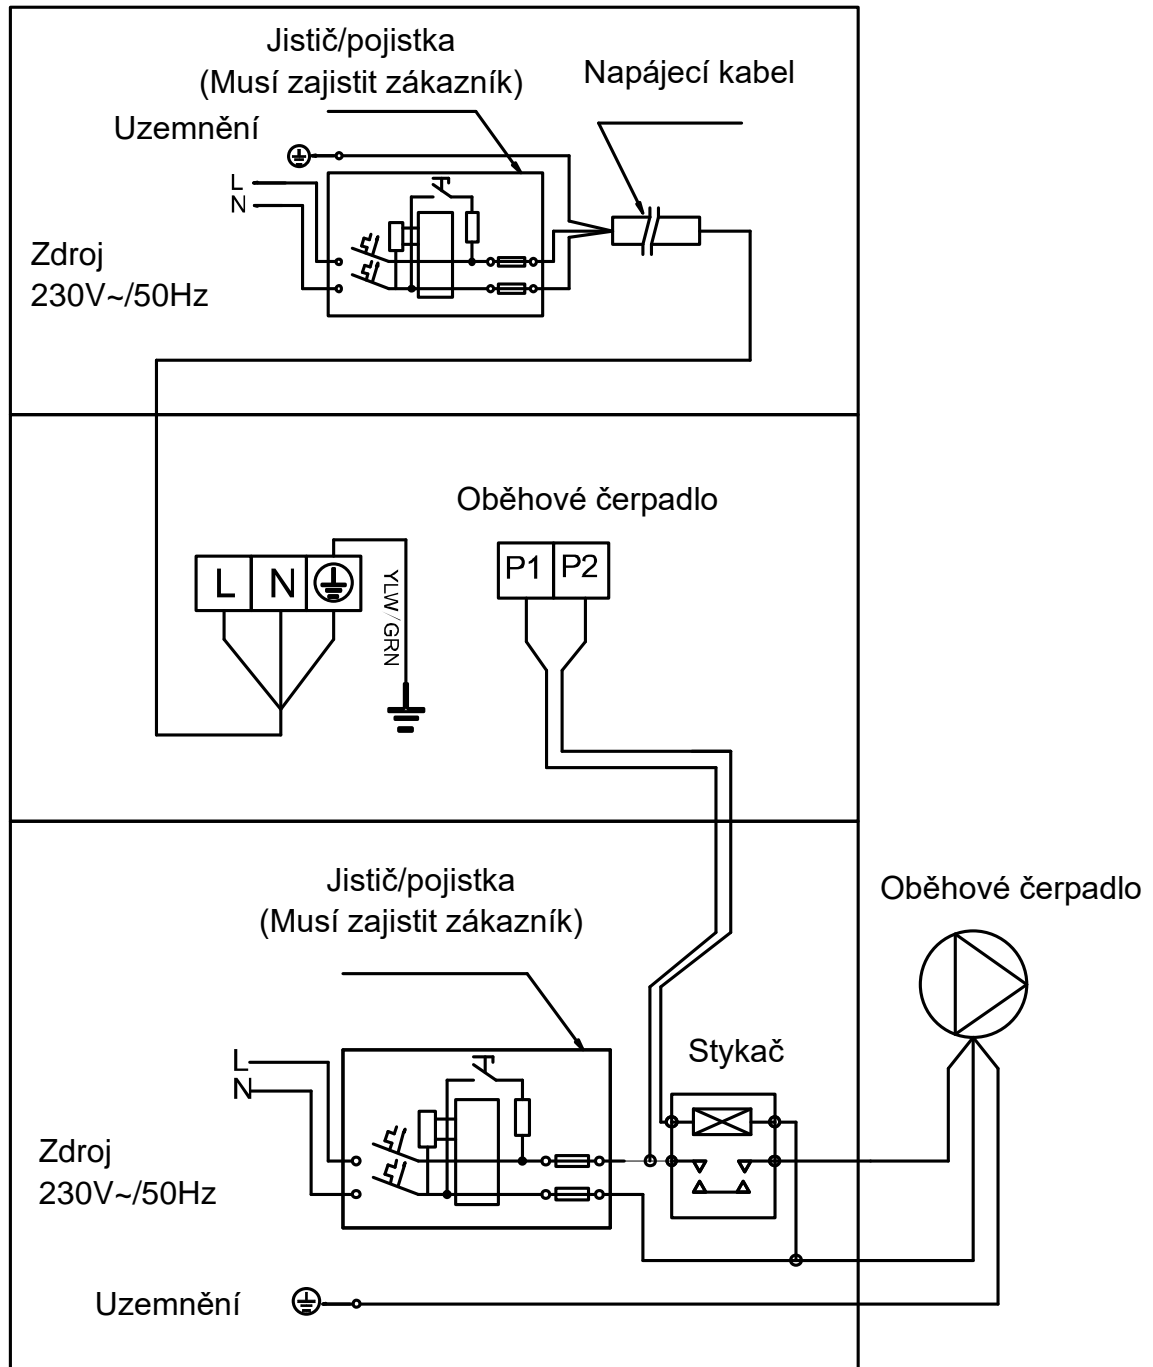 Jistič/pojistka
(Musí zajistit zákazník)
Napájecí kabel
Uzemnění
L
N
Zdroj
230V~/50Hz
Oběhové čerpadlo
L N
P1 P2
YLW/GRN
Jistič/pojistka
(Musí zajistit zákazník)
Oběhové čerpadlo
Stykač
L
N
Zdroj
230V~/50Hz
Uzemnění